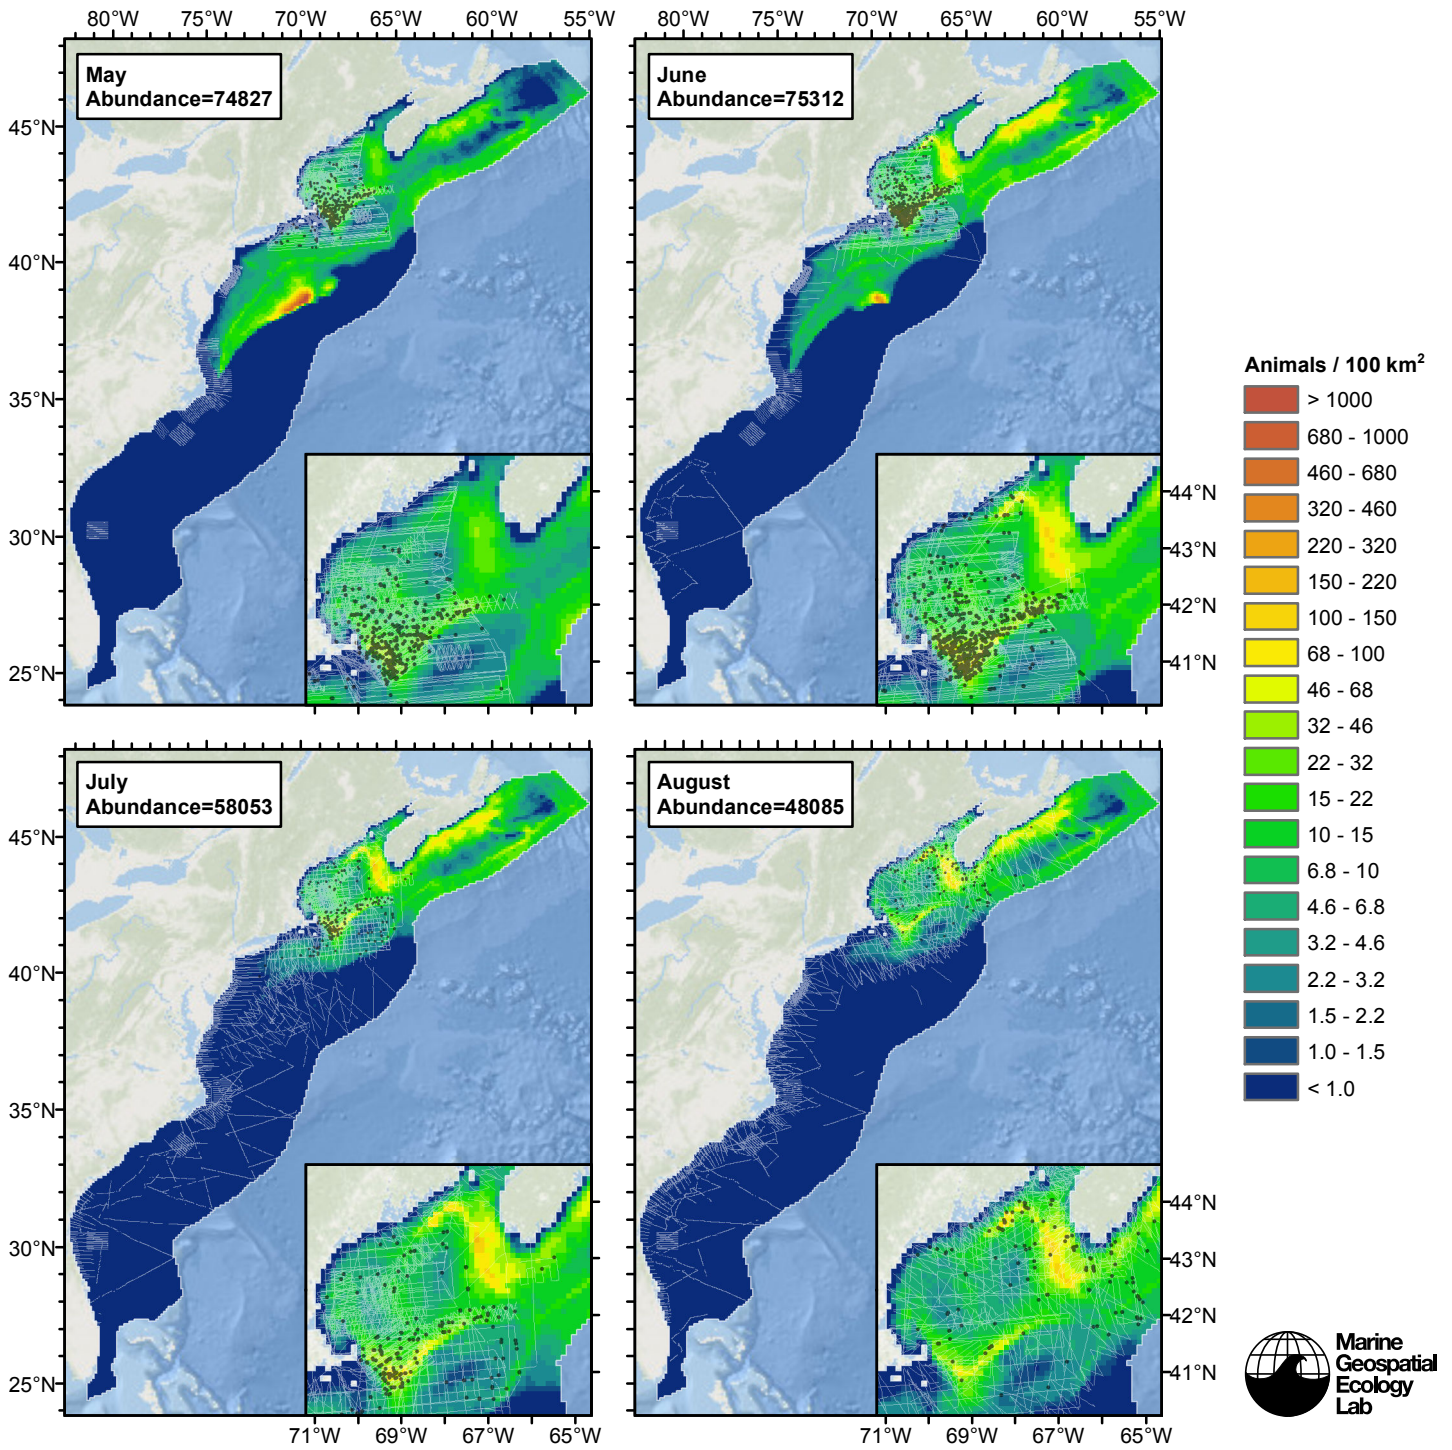 80°W 75°W 70°W 65°W 60°W 55°W
80°W 75°W 70°W 65°W 60°W 55°W
May
Abundance=74827
June
Abundance=75312
45°N
40°N
35°N
30°N
25°N
44°N
43°N
42°N
41°N
Animals / 100 km²
> 1000
680 - 1000
460 - 680
320 - 460
220 - 320
150 - 220
100 - 150
68 - 100
46 - 68
32 - 46
22 - 32
15 - 22
10 - 15
6.8 - 10
4.6 - 6.8
3.2 - 4.6
2.2 - 3.2
1.5 - 2.2
1.0 - 1.5
< 1.0
July
Abundance=58053
August
Abundance=48085
45°N
40°N
35°N
30°N
25°N
44°N
43°N
42°N
41°N
71°W 69°W 67°W 65°W
71°W 69°W 67°W 65°W
Marine
Geospatial
Ecology
Lab